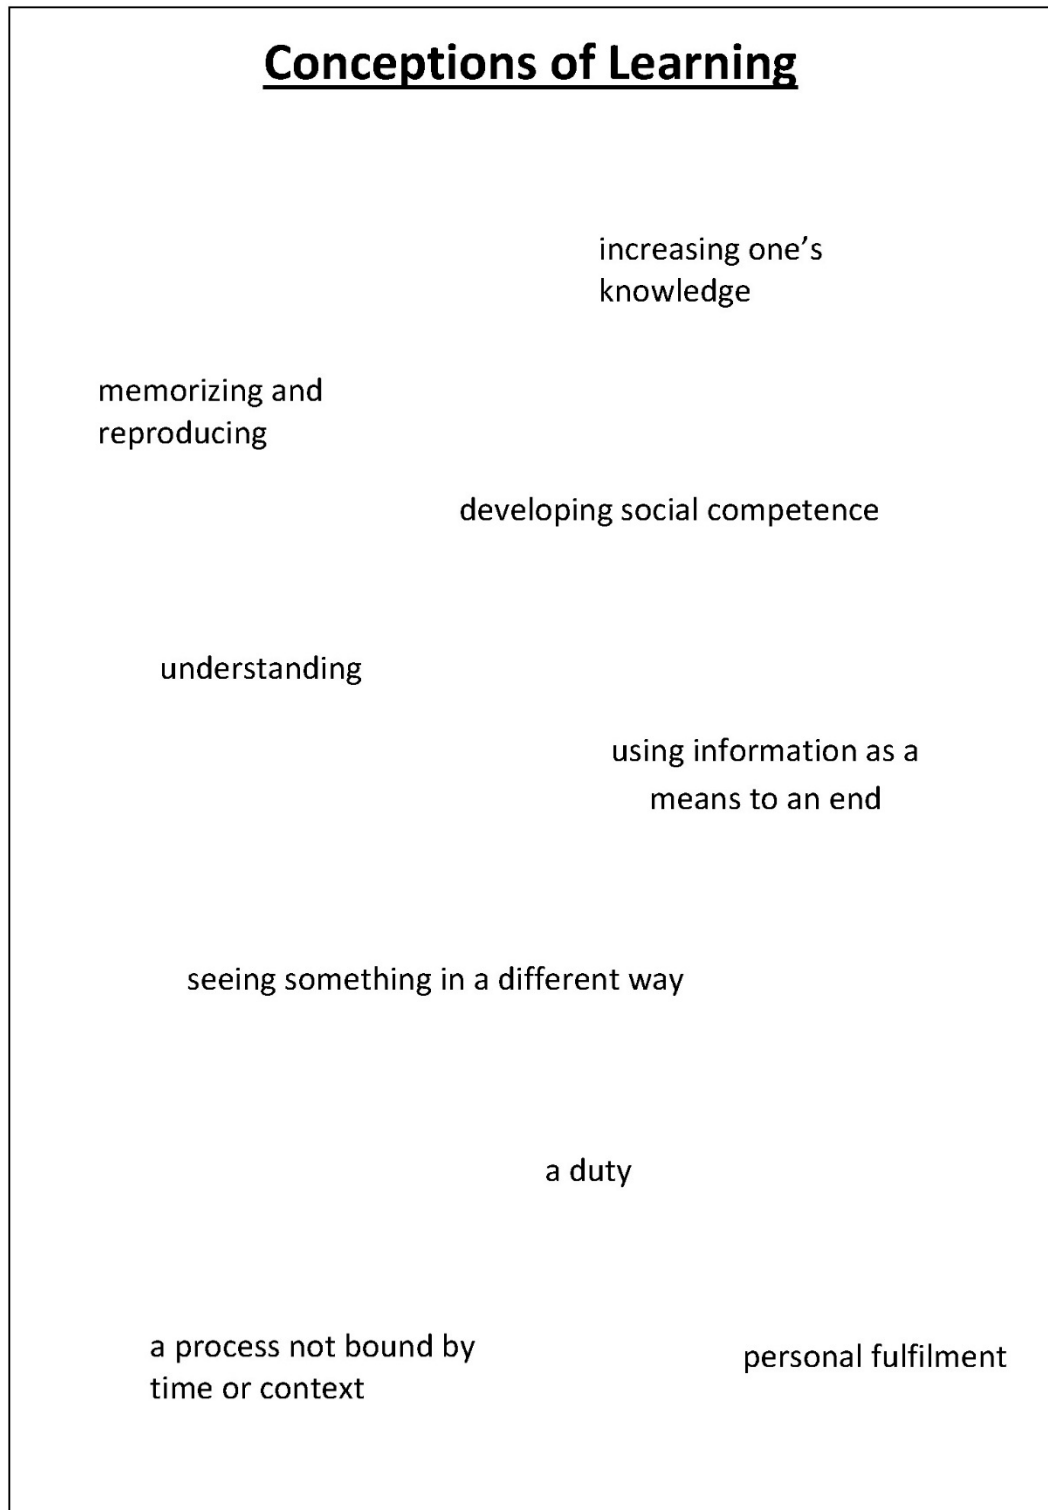 Conceptions of Learning
increasing one’s
knowledge
memorizing and
reproducing
developing social competence
understanding
using information as a
means to an end
seeing something in a different way
a duty
a process not bound by
time or context
personal fulfilment